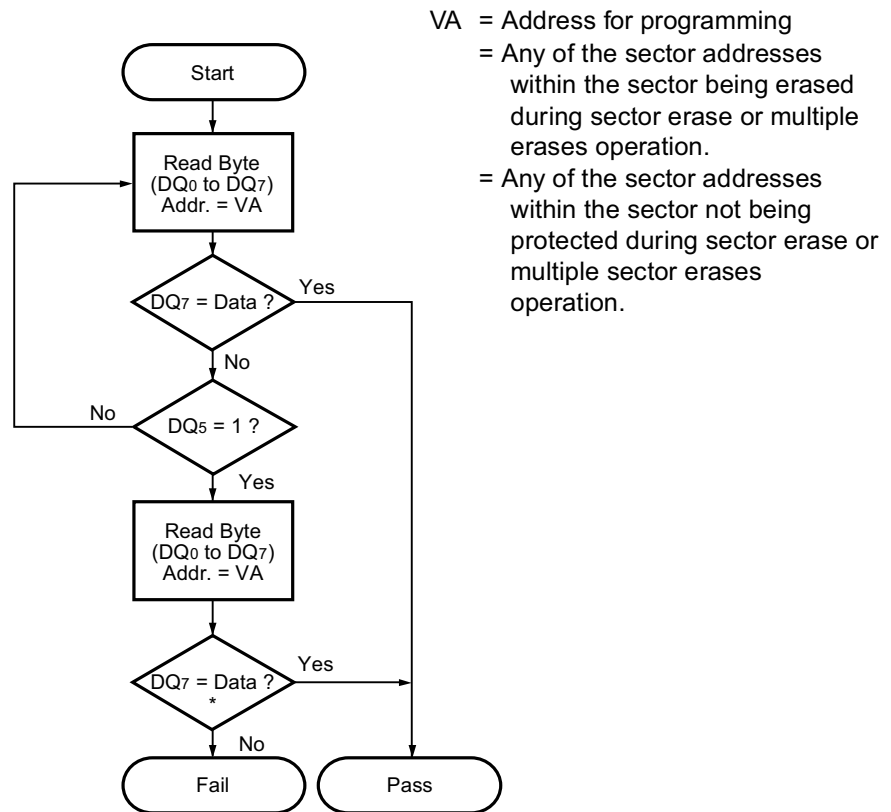 VA = Address for programming
= Any of the sector addresses
within the sector being erased
during sector erase or multiple
erases operation.
= Any of the sector addresses
within the sector not being
protected during sector erase or
multiple sector erases
operation.
Start
Read Byte
(DQ0 to DQ7)
Addr. = VA
DQ7 = Data ?
Yes
No
DQ5 = 1 ?
No
Yes
Read Byte
(DQ0 to DQ7)
Addr. = VA
DQ7 = Data ?
*
Yes
No
Fail
Pass